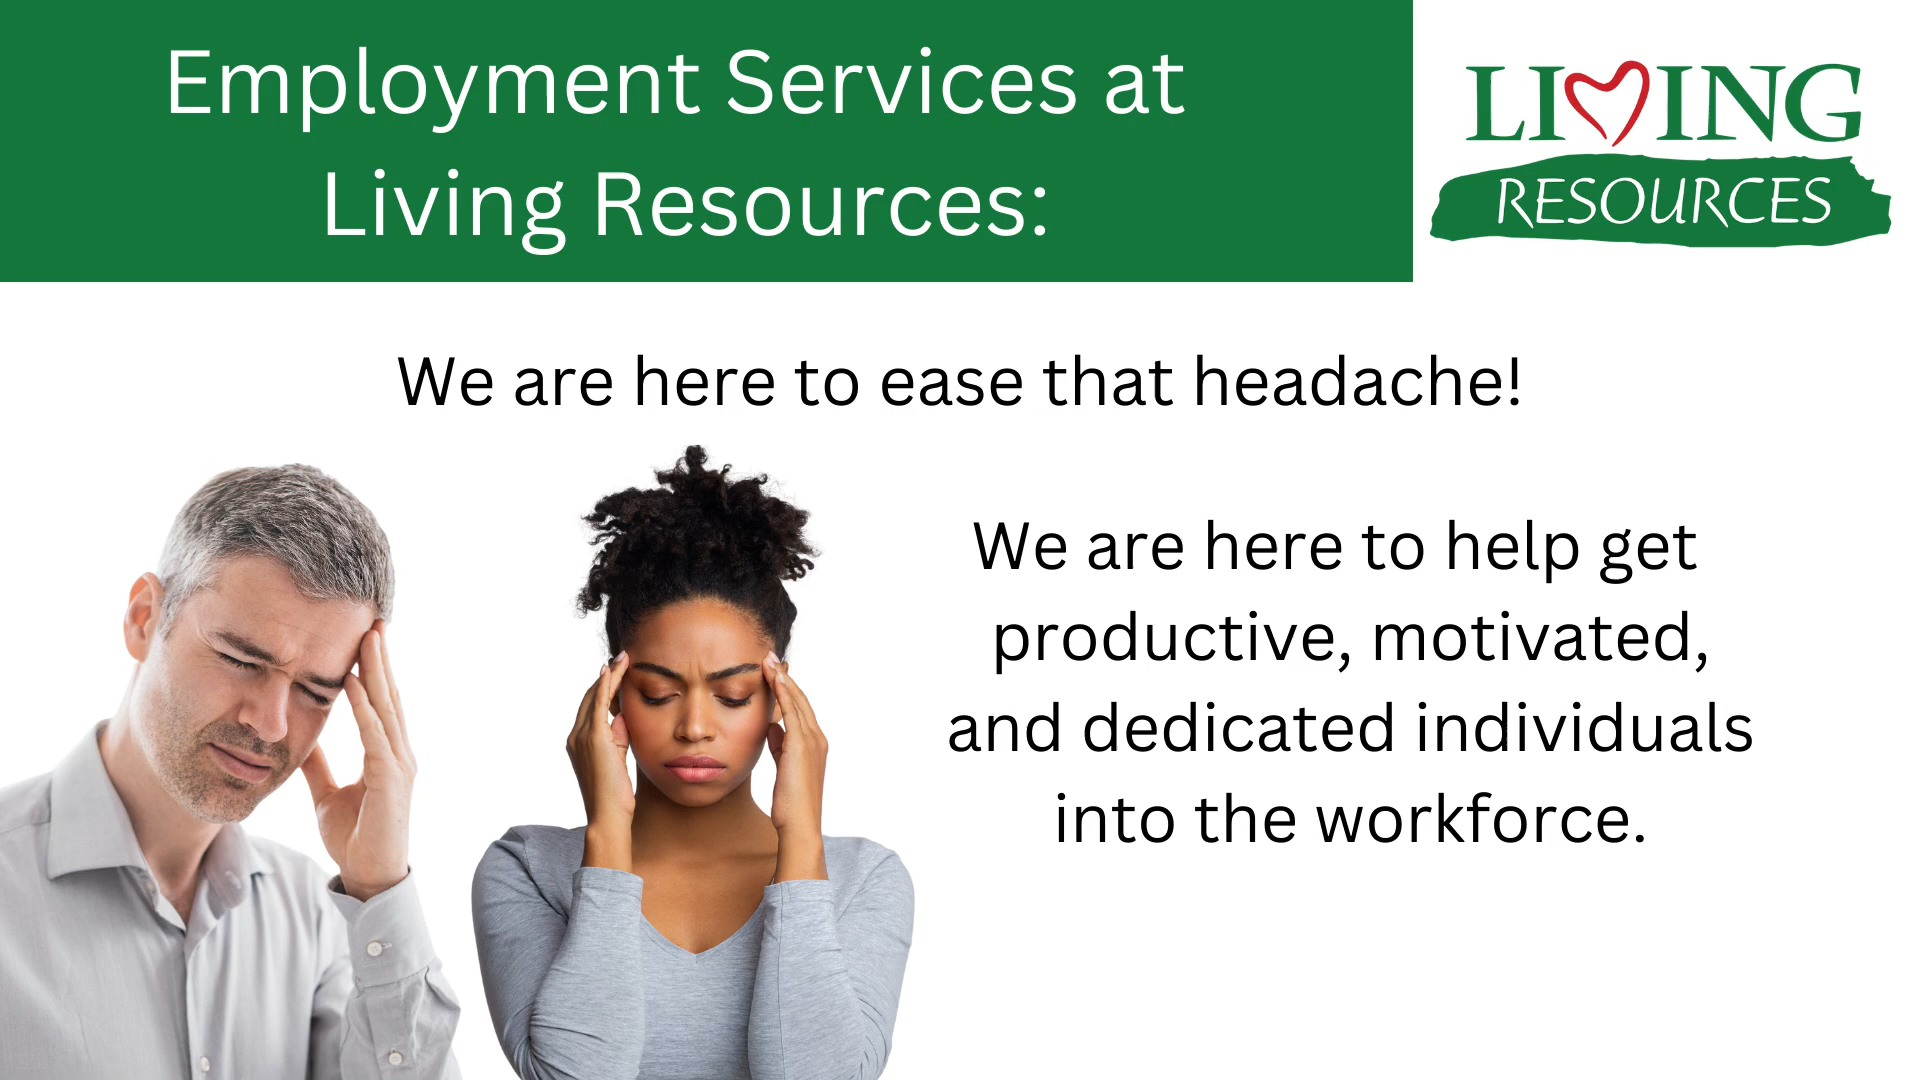 Employment Services at
Living Resources:
LIVING
RESOURCES
We are here to ease that headache!
We are here to help get
productive, motivated,
and dedicated individuals
into the workforce.